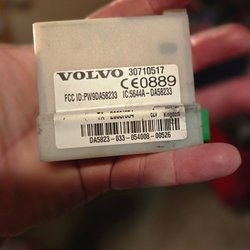 VOLVO 30710517
CE0889
FCC ID:PW9DA58233 IC:5644A-DA58233
Kingdom
DA5823-033-054008-00526